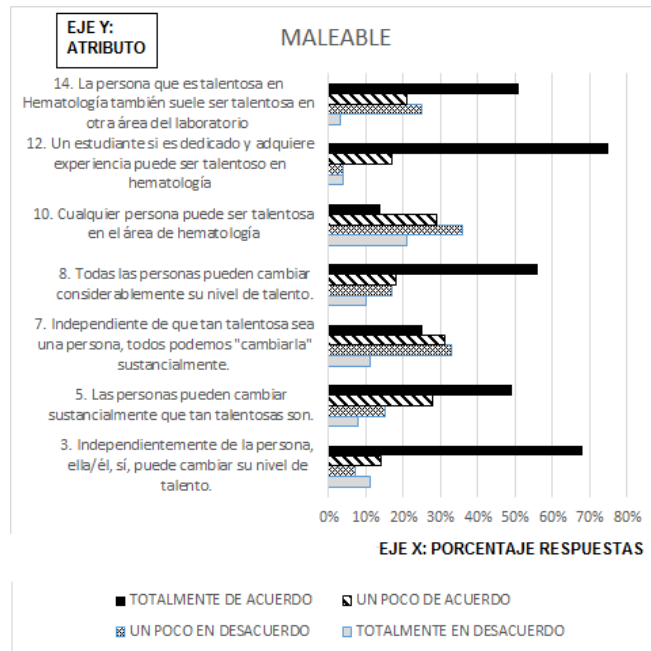 EJE Y:
ATRIBUTO
MALEABLE
14. La persona que es talentosa en
Hematología también suele ser talentosa en
otra área del laboratorio
12. Un estudiante si es dedicado y adquiere
experiencia puede ser talentoso en
hematología
10. Cualquier persona puede ser talentosa
en el área de hematología
8. Todas las personas pueden cambiar
considerablemente su nivel de talento.
7. Independiente de que tan talentosa sea
una persona, todos podemos "cambiarla"
sustancialmente.
5. Las personas pueden cambiar
sustancialmente que tan talentosas son.
3. Independientemente de la persona,
ella/él, sí, puede cambiar su nivel de
talento.
0% 10% 20% 30% 40% 50% 60% 70% 80%
EJE X: PORCENTAJE RESPUESTAS
TOTALMENTE DE ACUERDO UN POCO DE ACUERDO
UN POCO EN DESACUERDO TOTALMENTE EN DESACUERDO